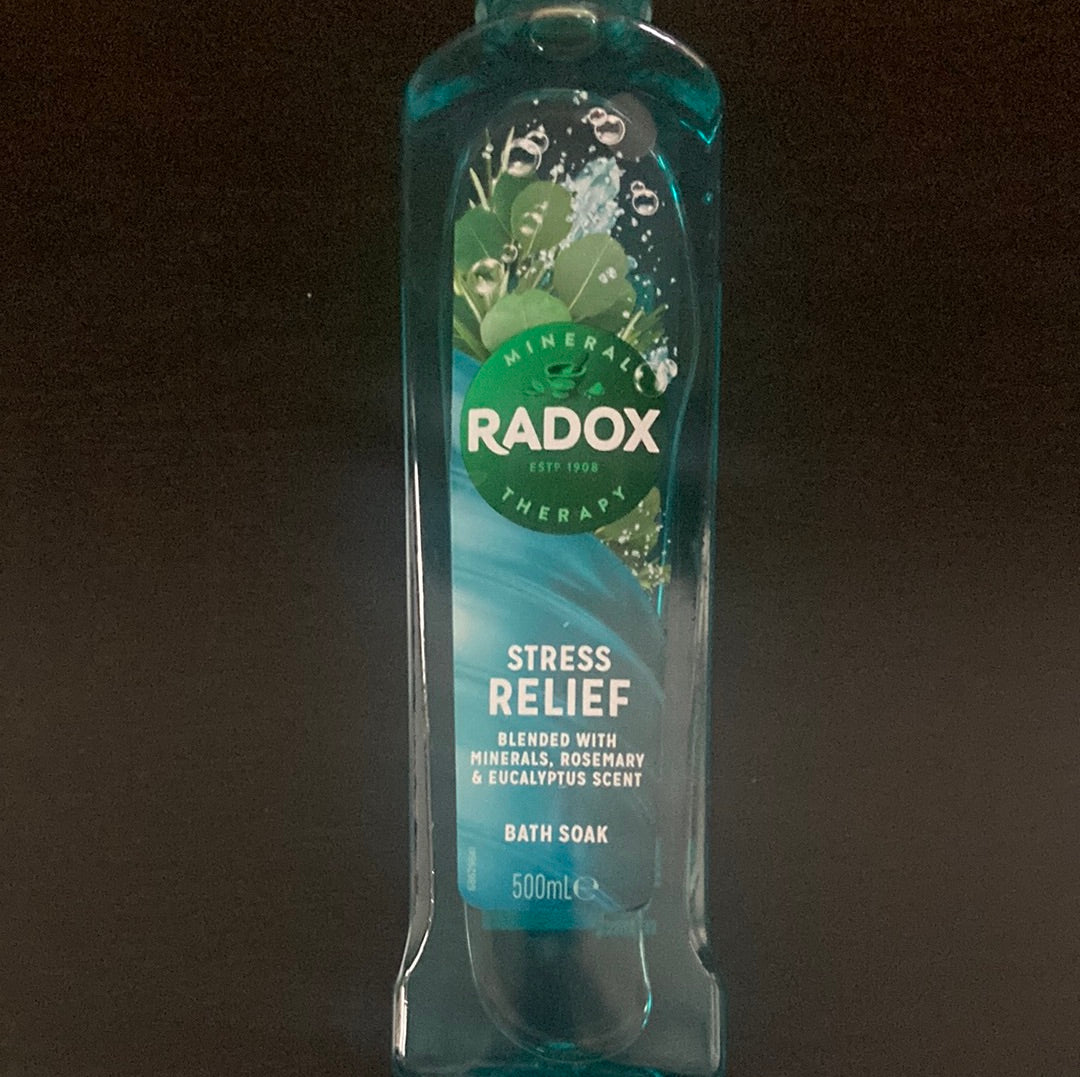 MINERAL
RADOX
ESTD 1908
THERAPY
STRESS
RELIEF
BLENDED WITH
MINERALS, ROSEMARY
& EUCALYPTUS SCENT
BATH SOAK
500mL℮